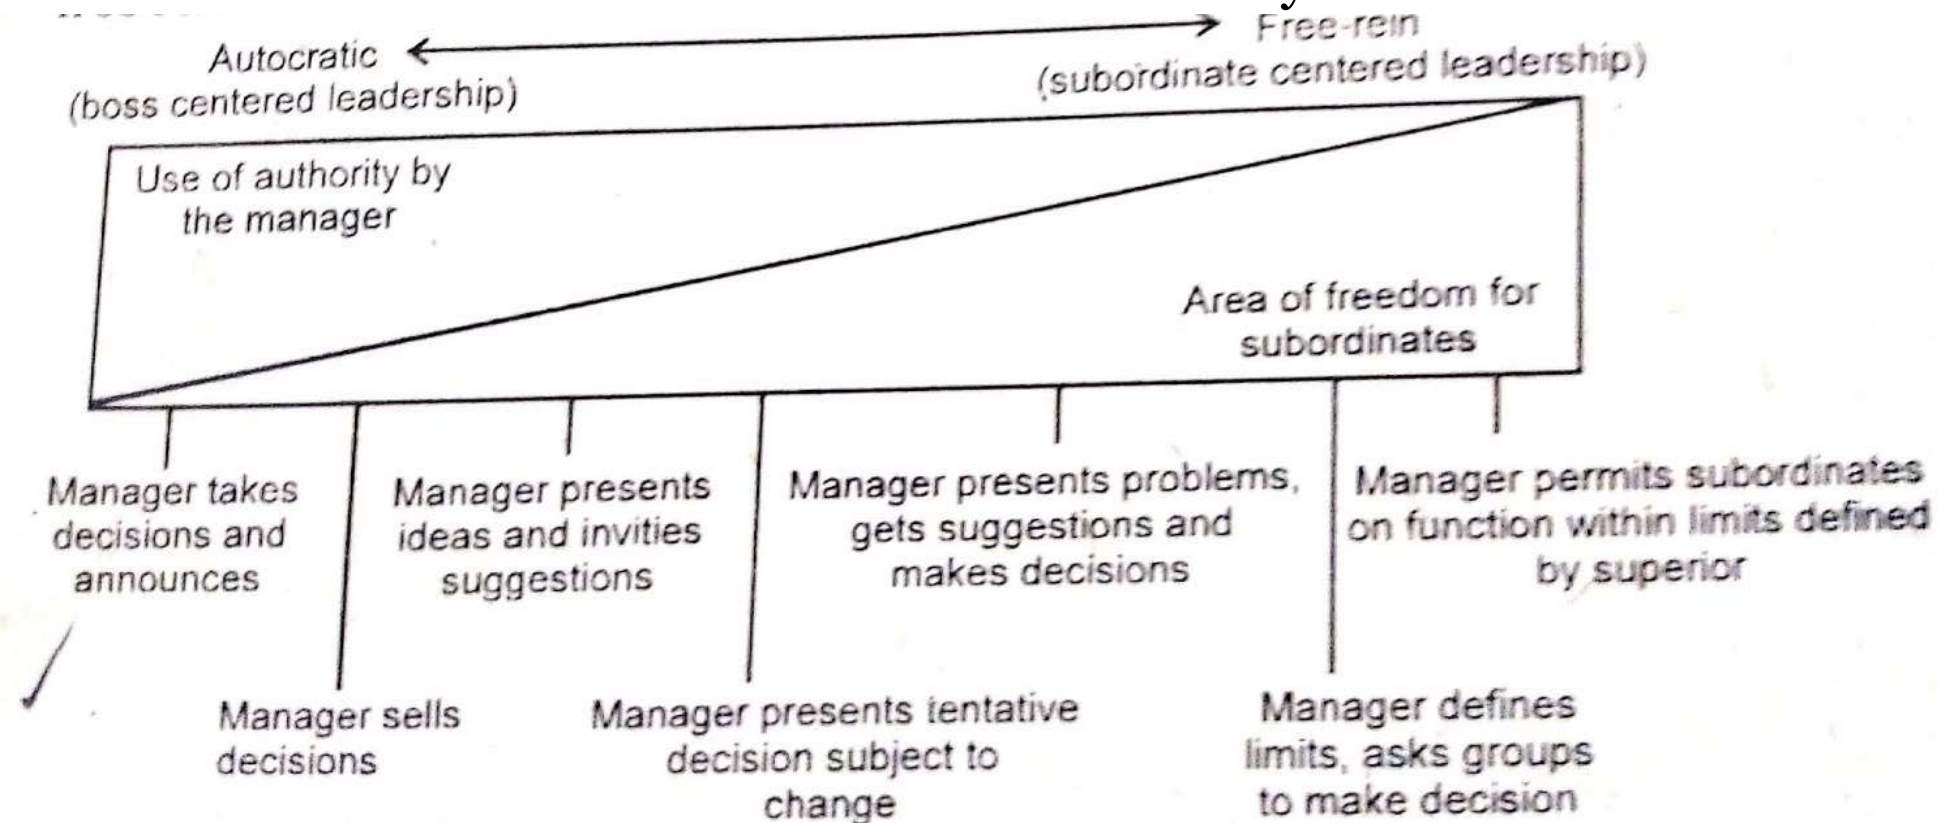 Free-rein
Autocratic
(subordinate centered leadership)
(boss centered leadership)
Use of authority by
the manager
Area of freedom for
subordinates
Manager takes
decisions and
announces
Manager presents
ideas and invities
suggestions
Manager presents problems,
gets suggestions and
makes decisions
Manager permits subordinates
on function within limits defined
by superior
Manager sells
decisions
Manager presents tentative
decision subject to
change
Manager defines
limits, asks groups
to make decision